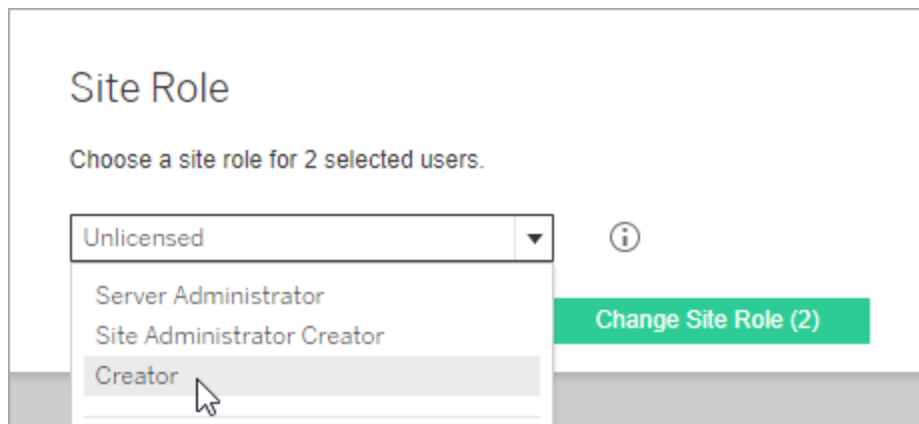 Site Role
Choose a site role for 2 selected users.
Unlicensed
Server Administrator
Site Administrator Creator
Change Site Role (2)
Creator